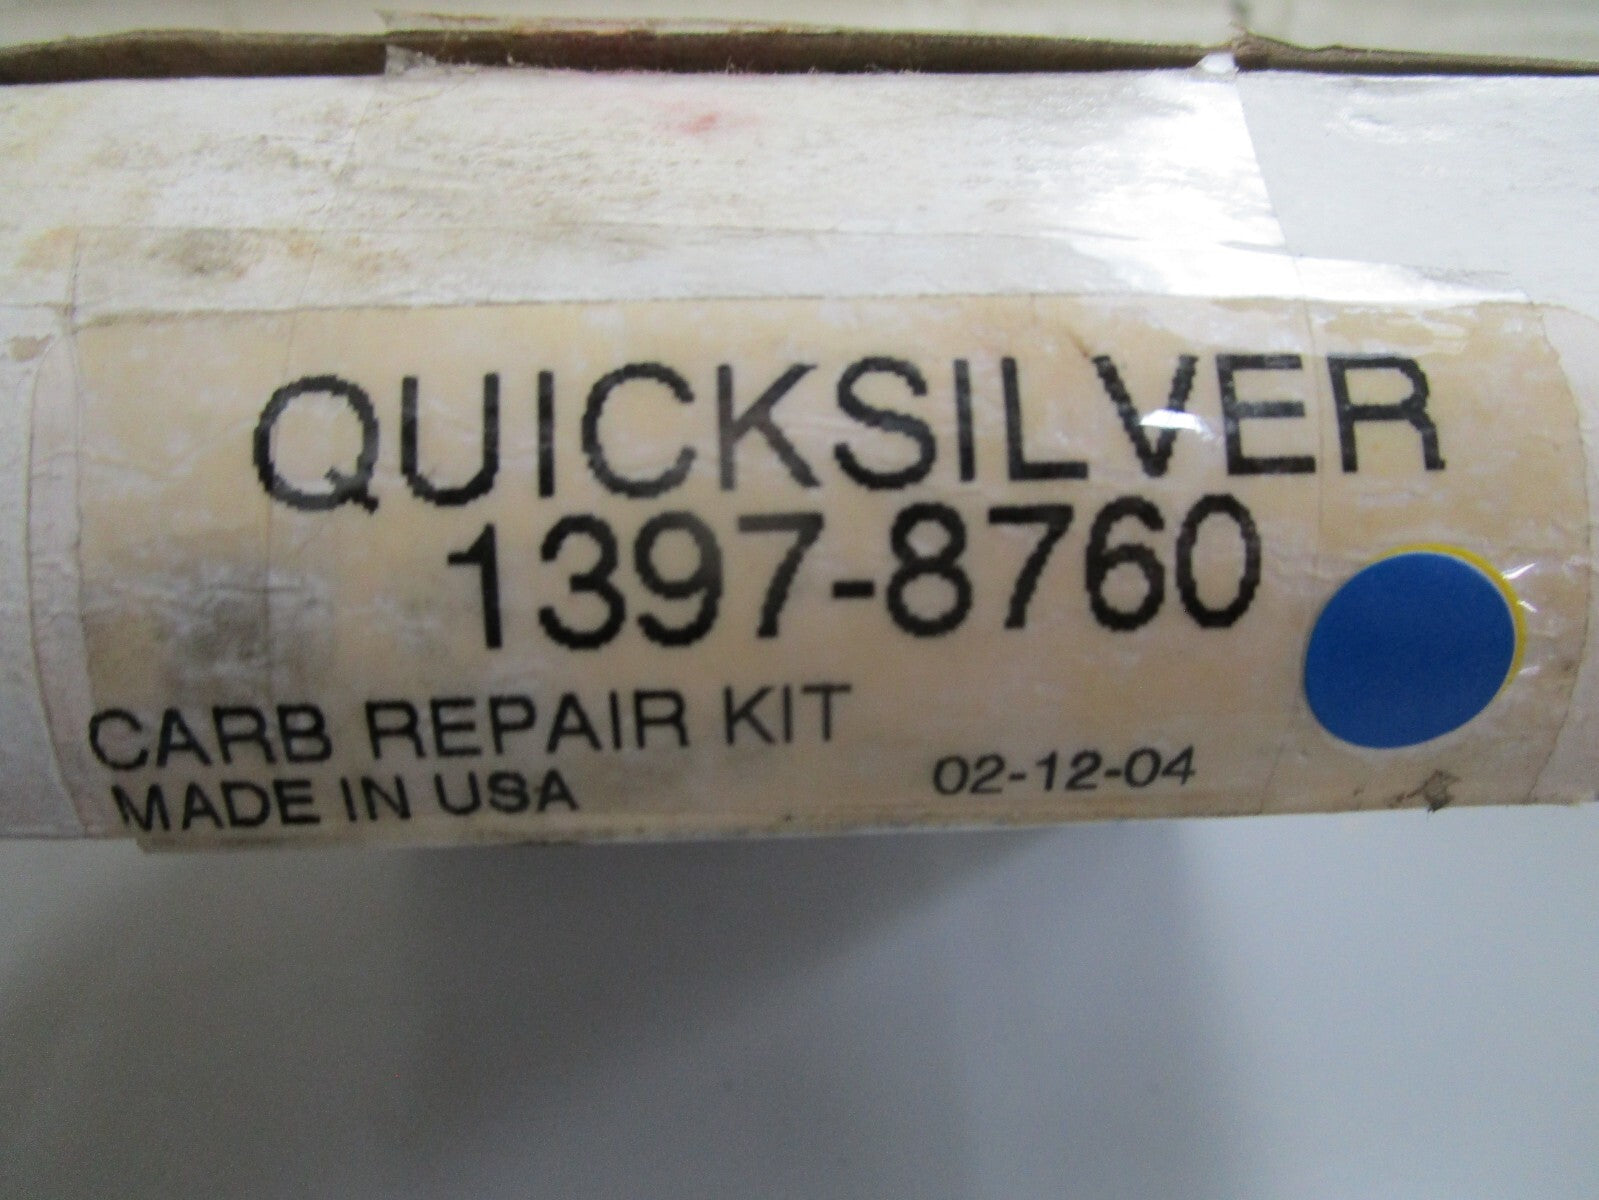 QUICKSILVER
1397-8760
CARB REPAIR KIT
MADE IN USA 02-12-04